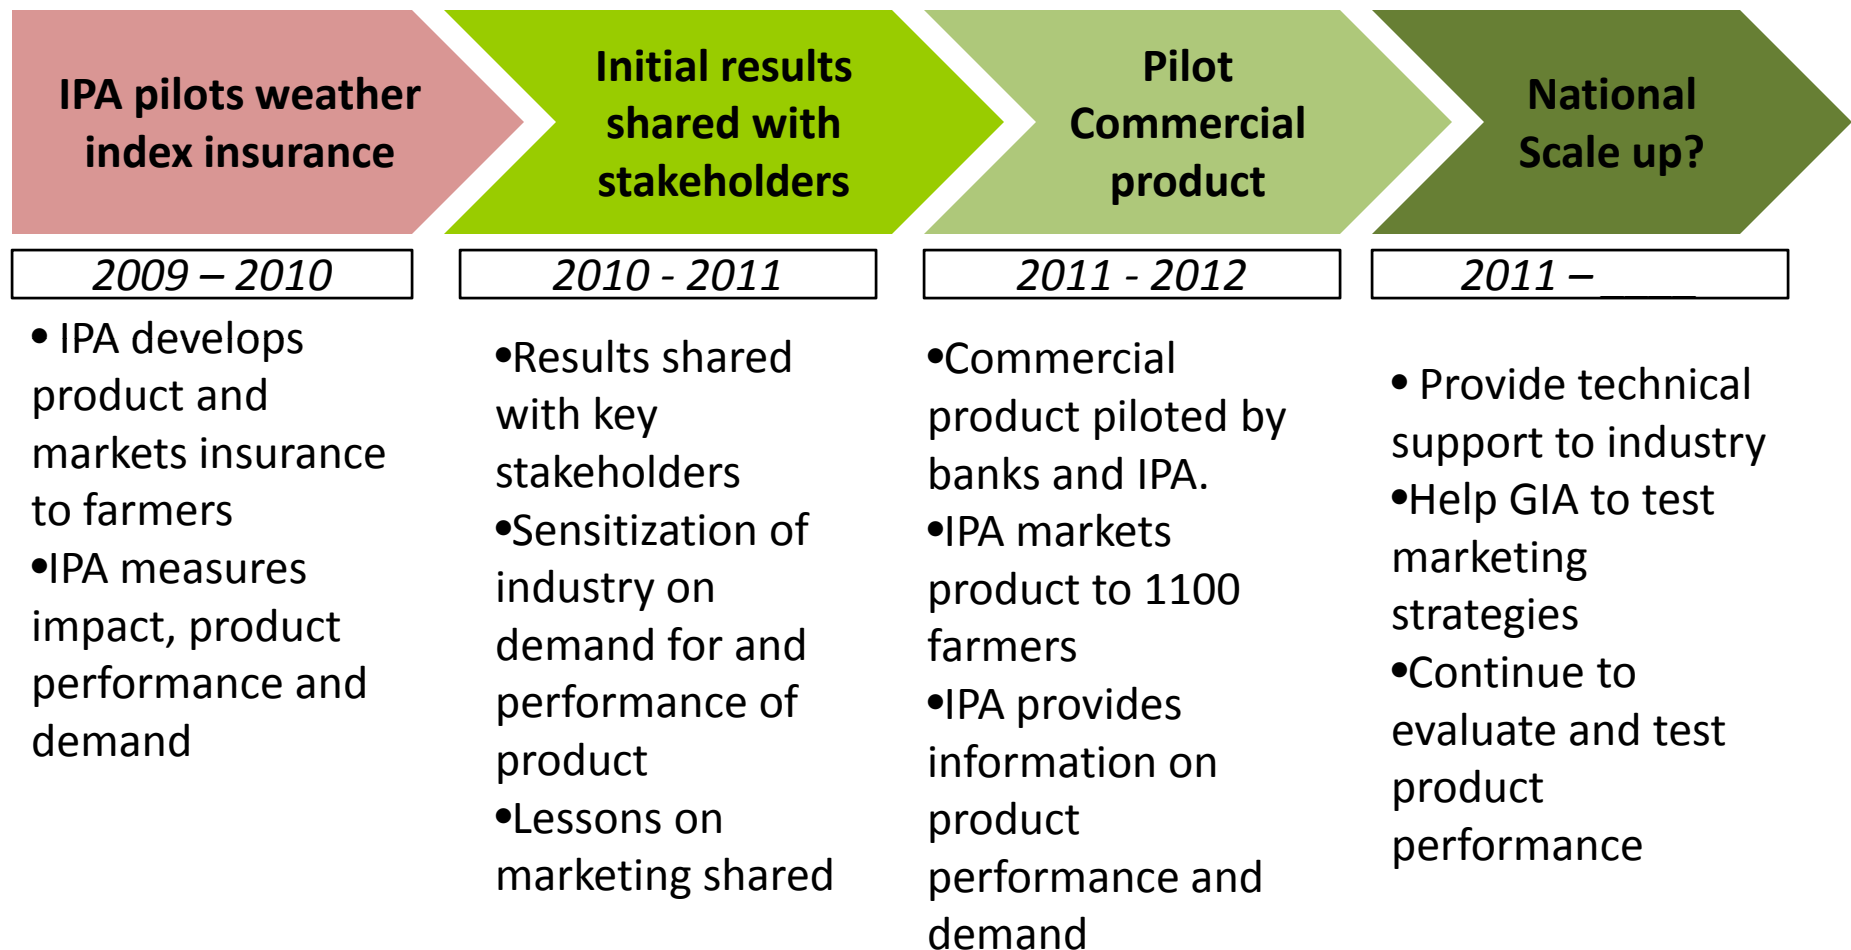 IPA pilots weather
index insurance
Initial results
shared with
stakeholders
Pilot
Commercial
product
National
Scale up?
2009 – 2010
2010 - 2011
2011 - 2012
2011 – ____
• IPA develops
product and
markets insurance
to farmers
•IPA measures
impact, product
performance and
demand
•Results shared
with key
stakeholders
•Sensitization of
industry on
demand for and
performance of
product
•Lessons on
marketing shared
•Commercial
product piloted by
banks and IPA.
•IPA markets
product to 1100
farmers
•IPA provides
information on
product
performance and
demand
• Provide technical
support to industry
•Help GIA to test
marketing
strategies
•Continue to
evaluate and test
product
performance